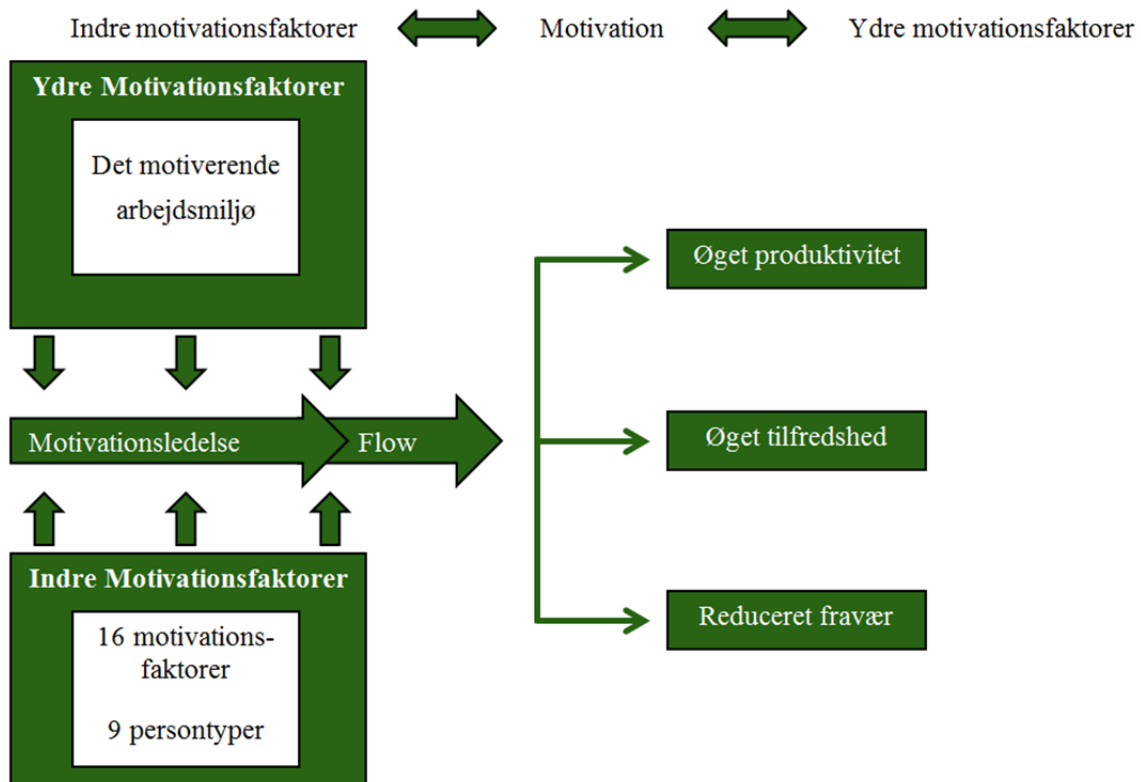 Indre motivationsfaktorer Motivation Ydre motivationsfaktorer
Ydre Motivationsfaktorer
Det motiverende
arbejdsmiljø
Øget produktivitet
Motivationsledelse
Flow
Øget tilfredshed
Indre Motivationsfaktorer
16 motivations-
faktorer
9 persontyper
Reduceret fravær